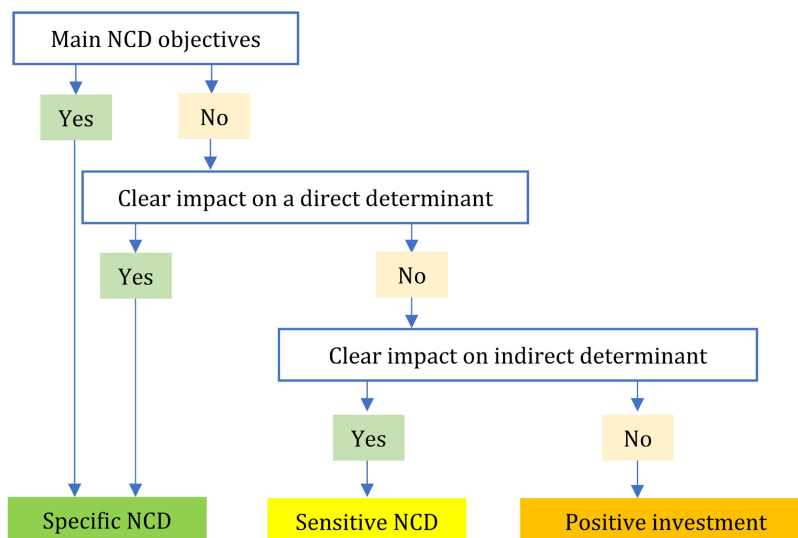 Main NCD objectives
Yes
No
Clear impact on a direct determinant
Yes
No
Clear impact on indirect determinant
Yes
No
Specific NCD
Sensitive NCD
Positive investment